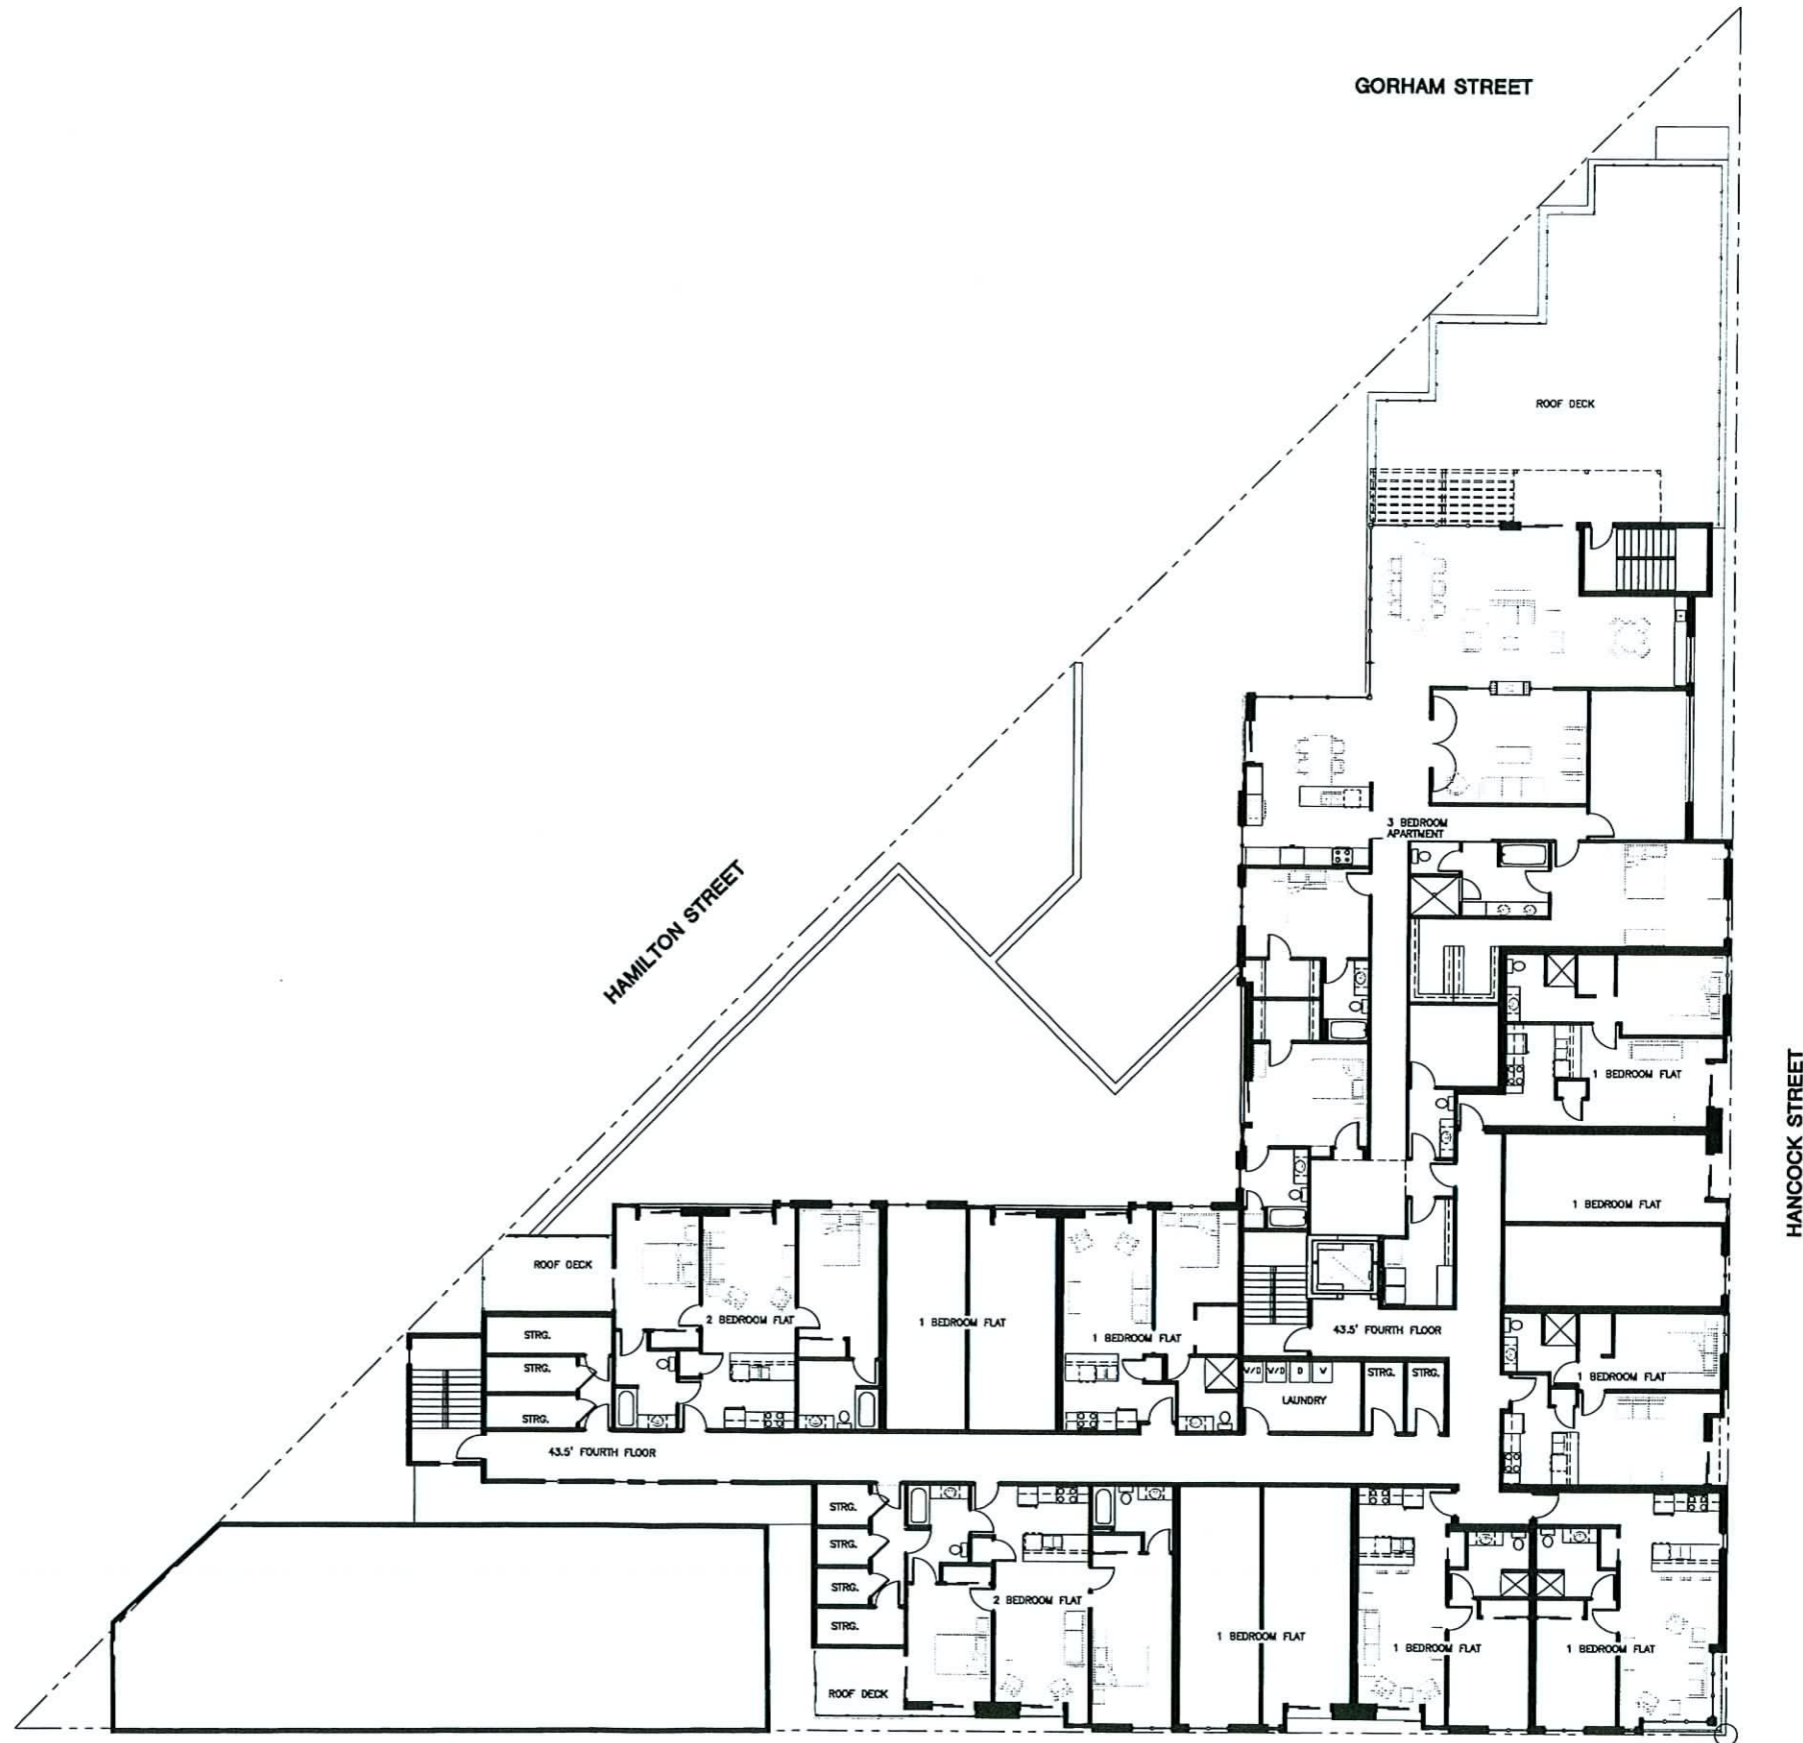 GORHAM STREET
ROOF DECK
3 BEDROOM
APARTMENT
HAMILTON STREET
1 BEDROOM FLAT
HANCOCK STREET
1 BEDROOM FLAT
ROOF DECK
2 BEDROOM FLAT
1 BEDROOM FLAT
1 BEDROOM FLAT
43.5' FOURTH FLOOR
STRG.
STRG.
STRG.
W/D W/D D W
STRG.
STRG.
LAUNDRY
1 BEDROOM FLAT
43.5' FOURTH FLOOR
STRG.
STRG.
STRG.
STRG.
2 BEDROOM FLAT
1 BEDROOM FLAT
1 BEDROOM FLAT
1 BEDROOM FLAT
ROOF DECK